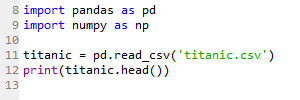 8 import pandas as pd
9 import numpy as np
10
11 titanic = pd.read_csv('titanic.csv')
12 print(titanic.head())
13